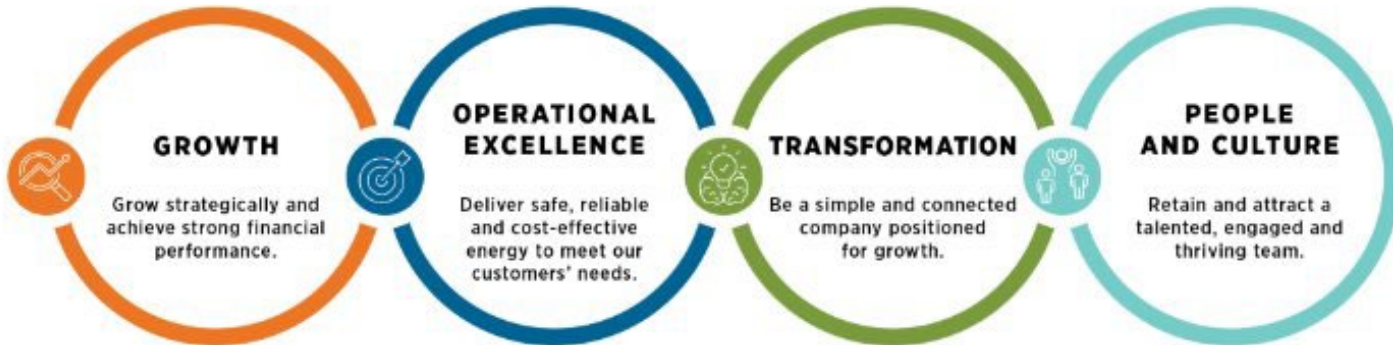 GROWTH
Grow strategically and
achieve strong financial
performance.
OPERATIONAL
EXCELLENCE
Deliver safe, reliable
and cost-effective
energy to meet our
customers' needs.
TRANSFORMATION
Be a simple and connected
company positioned
for growth.
PEOPLE
AND CULTURE
Retain and attract a
talented, engaged and
thriving team.